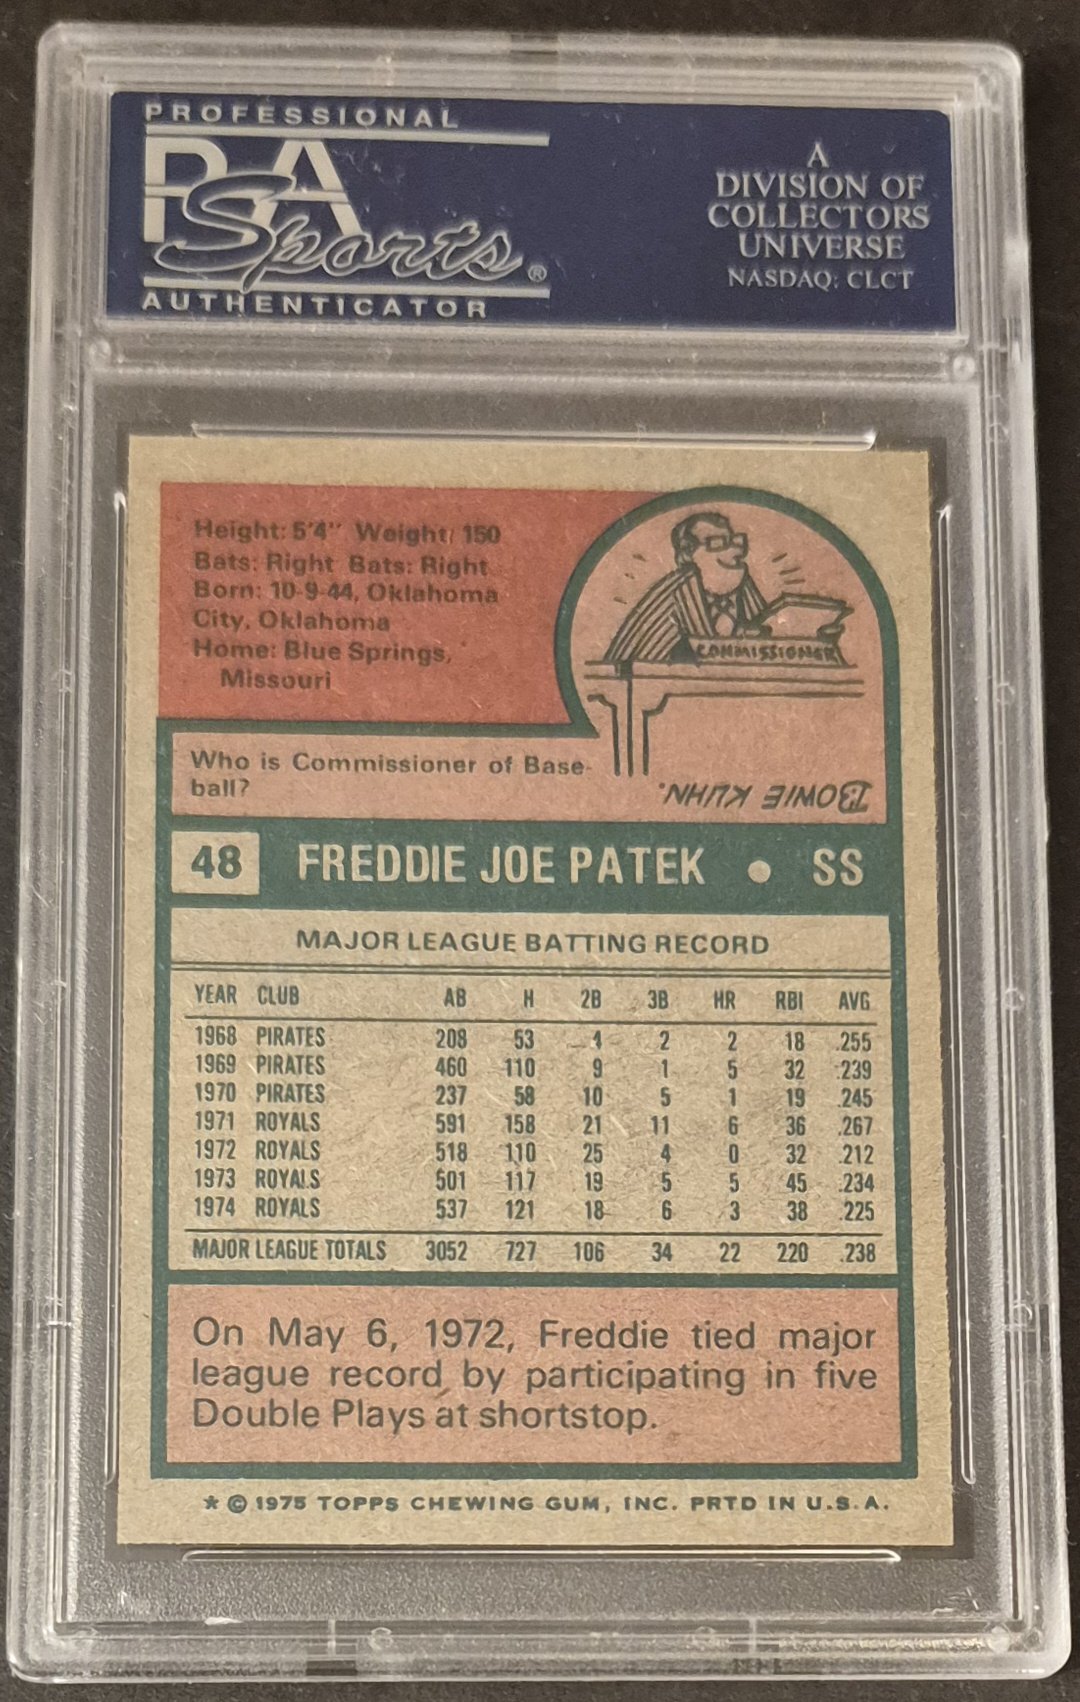 PROFESSIONAL
PSA
Sports®
AUTHENTICATOR
A
DIVISION OF
COLLECTORS
UNIVERSE
NASDAQ: CLCT
Height: 5'4" Weight: 150
Bats: Right Bats: Right
Born: 10-9-44, Oklahoma
City, Oklahoma
Home: Blue Springs,
Missouri
COMMISSIONER
Who is Commissioner of Base-
ball?
BOWIE KUHN.
48 FREDDIE JOE PATEK • SS
MAJOR LEAGUE BATTING RECORD
YEAR CLUB AB H 2B 3B HR RBI AVG
1968 PIRATES 208 53 4 2 2 18 .255
1969 PIRATES 460 110 9 1 5 32 .239
1970 PIRATES 237 58 10 5 1 19 .245
1971 ROYALS 591 158 21 11 6 36 .267
1972 ROYALS 518 110 25 4 0 32 .212
1973 ROYALS 501 117 19 5 5 45 .234
1974 ROYALS 537 121 18 6 3 38 .225
MAJOR LEAGUE TOTALS 3052 727 106 34 22 220 .238
On May 6, 1972, Freddie tied major
league record by participating in five
Double Plays at shortstop.
* © 1975 TOPPS CHEWING GUM, INC. PRTD IN U.S.A.